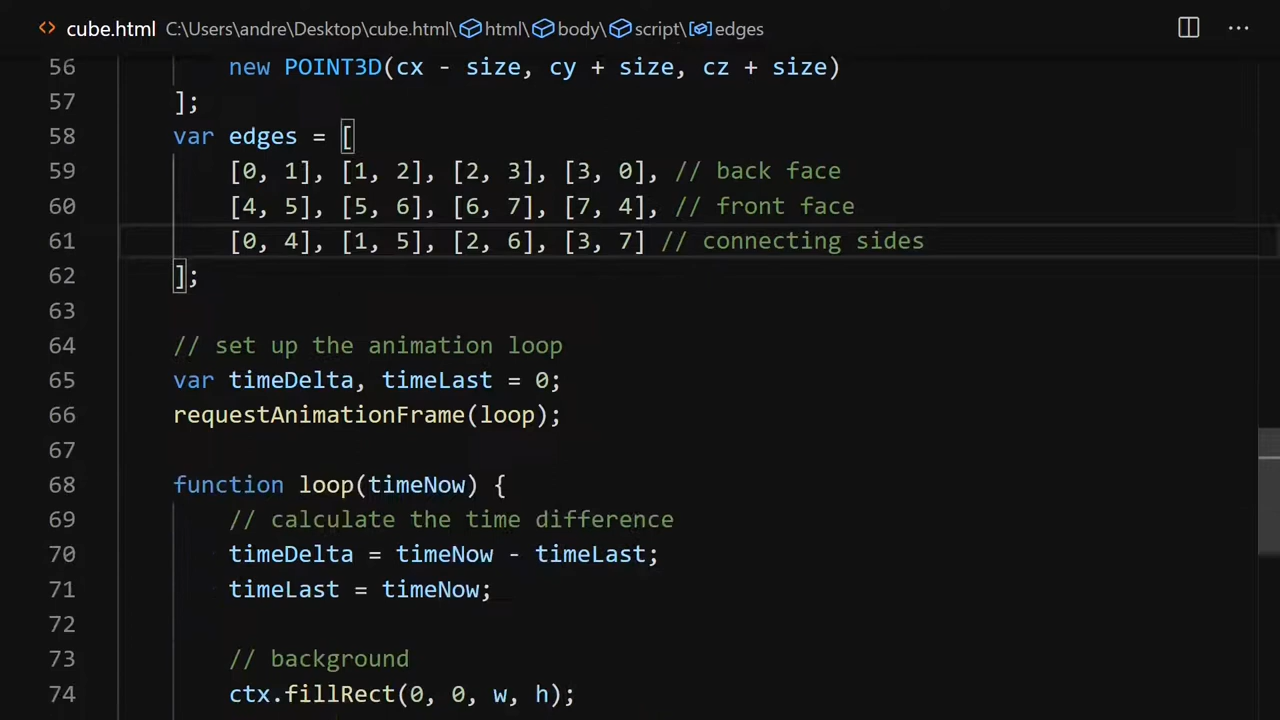 cube.html C:\Users\andre\Desktop\cube.html\html\body\script\edges
56 new POINT3D(cx - size, cy + size, cz + size)
57 ];
58 var edges = [
59 [0, 1], [1, 2], [2, 3], [3, 0], // back face
60 [4, 5], [5, 6], [6, 7], [7, 4], // front face
61 [0, 4], [1, 5], [2, 6], [3, 7] // connecting sides
62 ];
63
64 // set up the animation loop
65 var timeDelta, timeLast = 0;
66 requestAnimationFrame(loop);
67
68 function loop(timeNow) {
69 // calculate the time difference
70 timeDelta = timeNow - timeLast;
71 timeLast = timeNow;
72
73 // background
74 ctx.fillRect(0, 0, w, h);